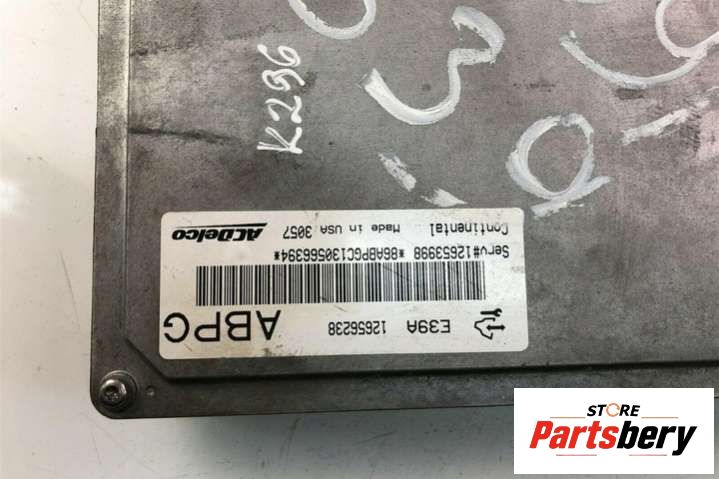 K296
E39A 12656238
ABPG
*86ABPGC130566394*
Serv#12653998
Continental Made in USA 3057
ACDelco
STORE
Partsbery